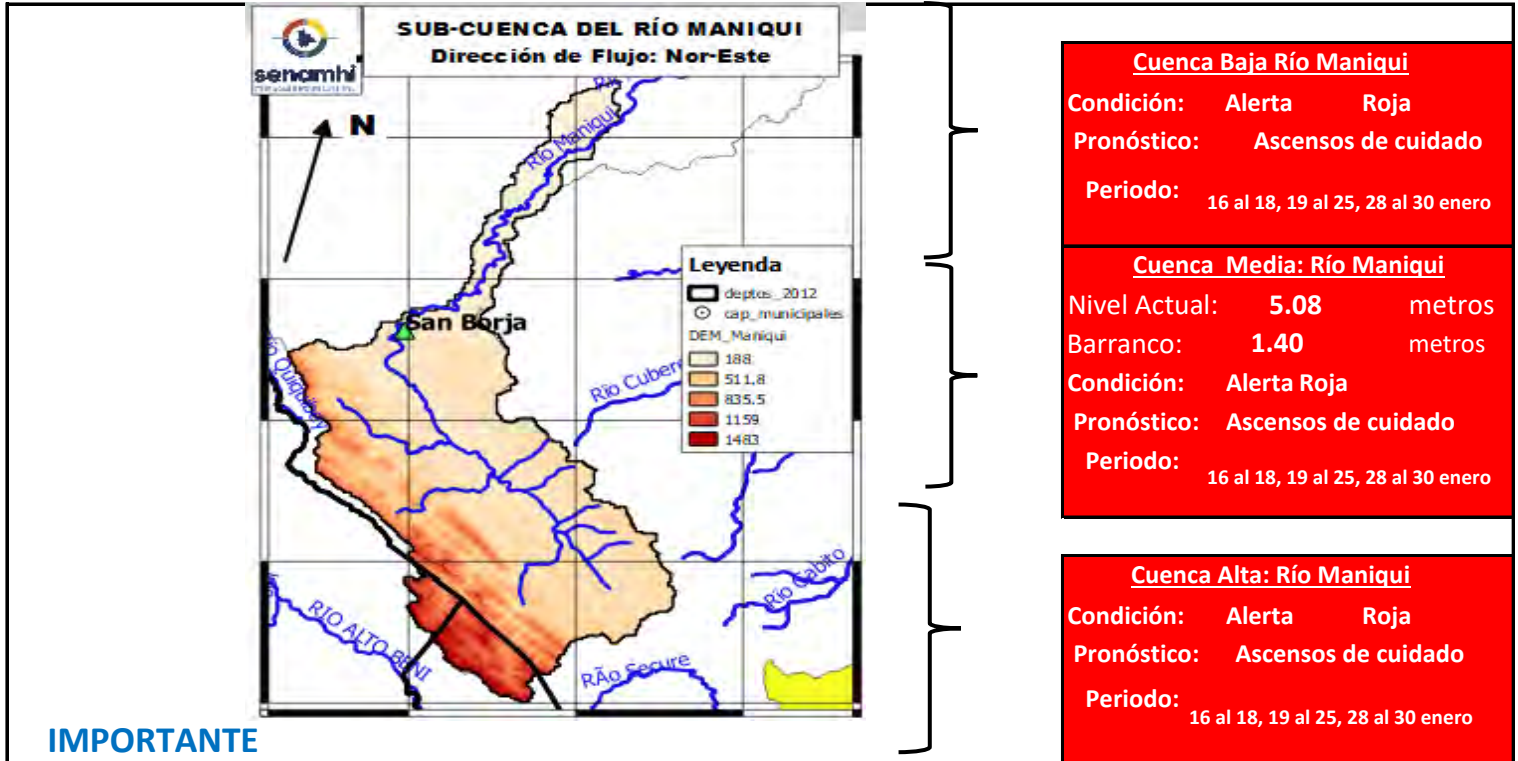 SUB-CUENCA DEL RÍO MANIQUI
Dirección de Flujo: Nor-Este
senamhi
N
Río Maniqui
San Borja
Río Quiquibey
Río Cubere
Río Cabito
RIO ALTO BENI
RÃo Secure
Leyenda
deptos_2012
cap_municipales
DEM_Maniqui
188
511.8
835.5
1159
1483
Cuenca Baja Río Maniqui
Condición: Alerta Roja
Pronóstico: Ascensos de cuidado
Periodo: 16 al 18, 19 al 25, 28 al 30 enero
Cuenca Media: Río Maniqui
Nivel Actual: 5.08 metros
Barranco: 1.40 metros
Condición: Alerta Roja
Pronóstico: Ascensos de cuidado
Periodo: 16 al 18, 19 al 25, 28 al 30 enero
Cuenca Alta: Río Maniqui
Condición: Alerta Roja
Pronóstico: Ascensos de cuidado
Periodo: 16 al 18, 19 al 25, 28 al 30 enero
IMPORTANTE